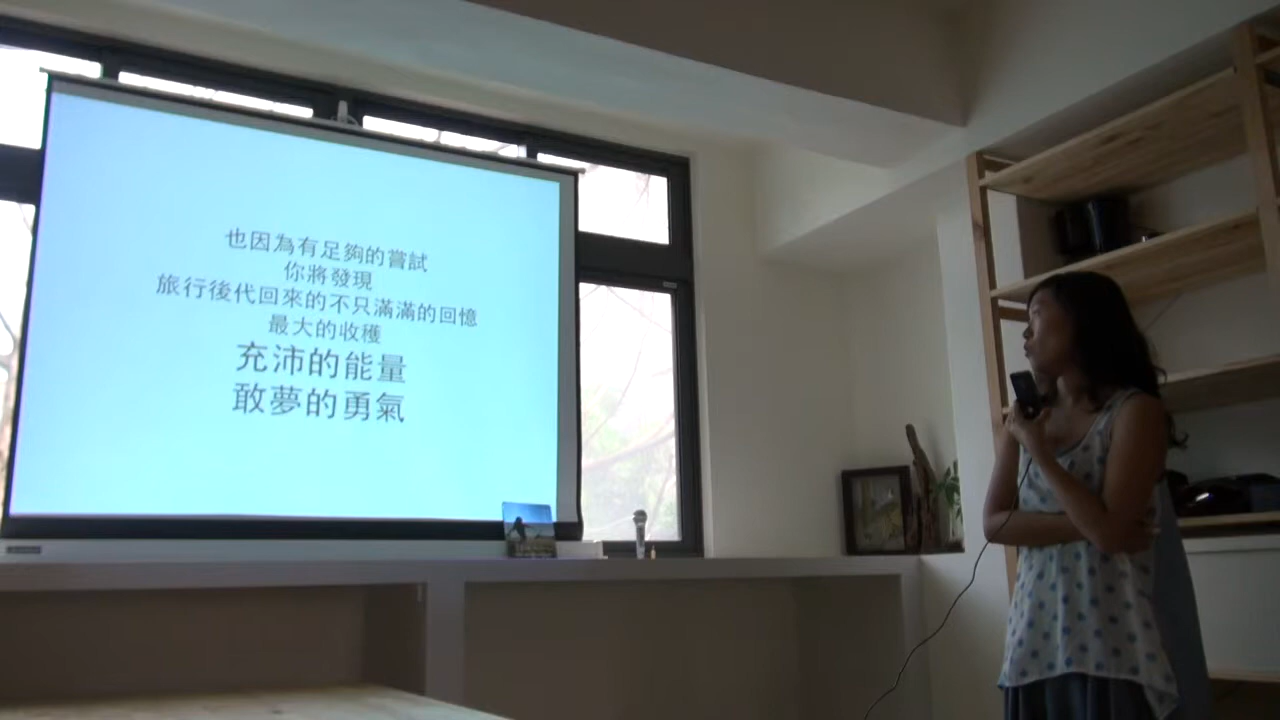 也因為有足夠的嘗試
你將發現
旅行後代回來的不只滿滿的回憶
最大的收穫
充沛的能量
敢夢的勇氣